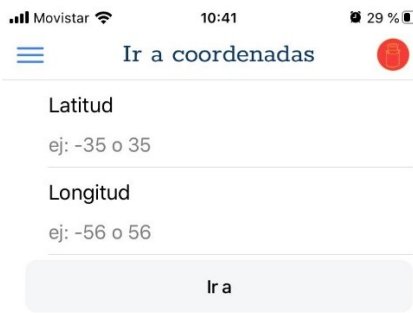 Movistar 10:41 29 %
Ir a coordenadas
Latitud
ej: -35 o 35
Longitud
ej: -56 o 56
Ir a